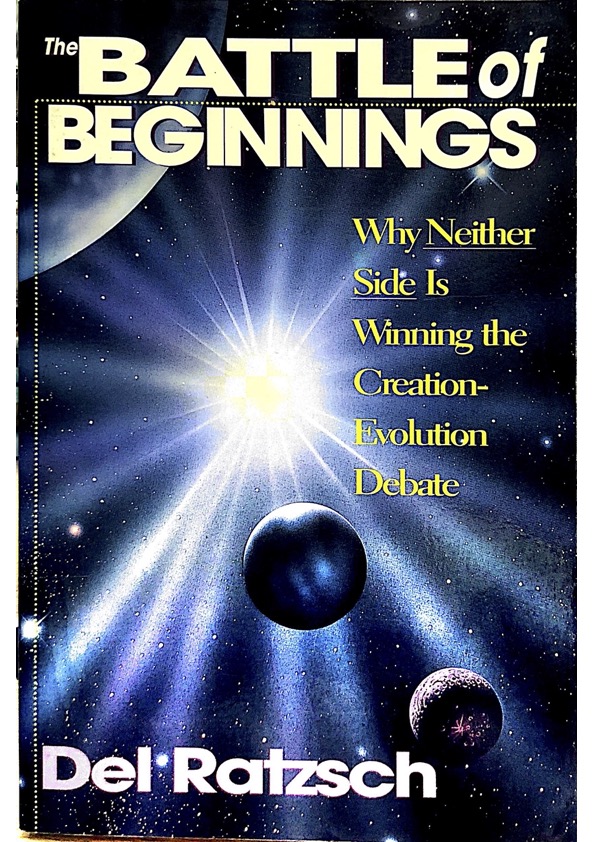 The BATTLE of
BEGINNINGS
Why Neither
Side Is
Winning the
Creation-
Evolution
Debate
Del Ratzsch